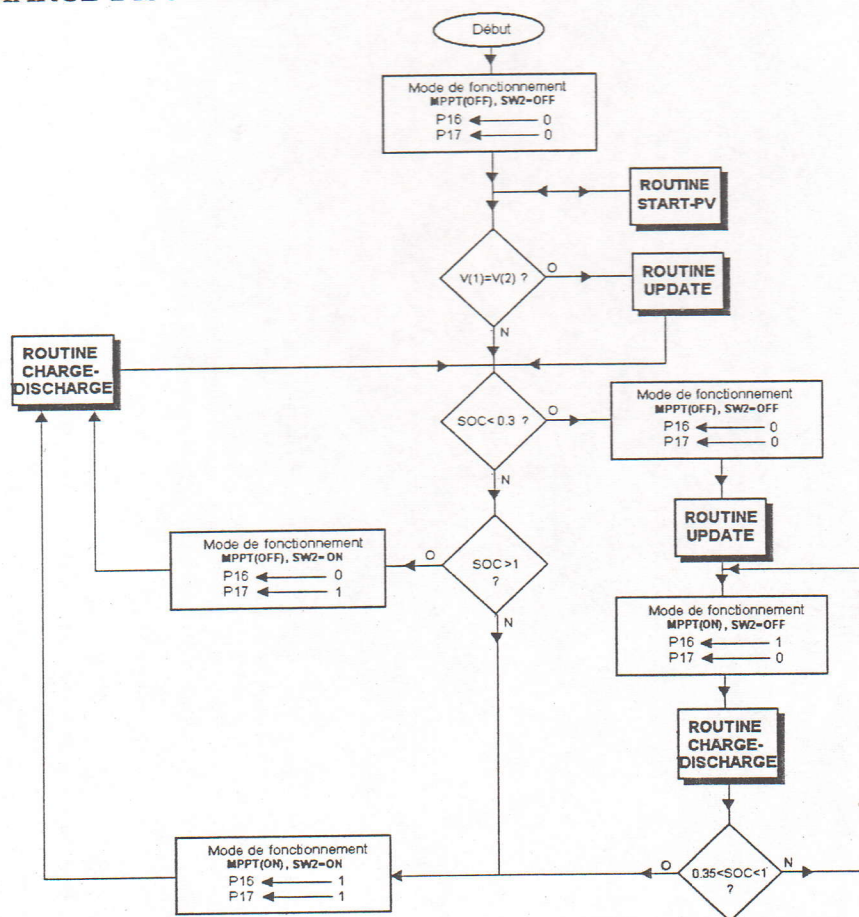 Début
Mode de fonctionnement
MPPT(OFF), SW2=OFF
P16 0
P17 0
ROUTINE
START-PV
V(1)=V(2) ?
O
ROUTINE
UPDATE
N
ROUTINE
CHARGE-
DISCHARGE
SOC< 0.3 ?
O
Mode de fonctionnement
MPPT(OFF), SW2=OFF
P16 0
P17 0
N
ROUTINE
UPDATE
Mode de fonctionnement
MPPT(OFF), SW2=ON
P16 0
P17 1
O
SOC>1
?
N
Mode de fonctionnement
MPPT(ON), SW2=OFF
P16 1
P17 0
ROUTINE
CHARGE-
DISCHARGE
Mode de fonctionnement
MPPT(ON), SW2=ON
P16 1
P17 1
O
0.35<SOC<1
?
N